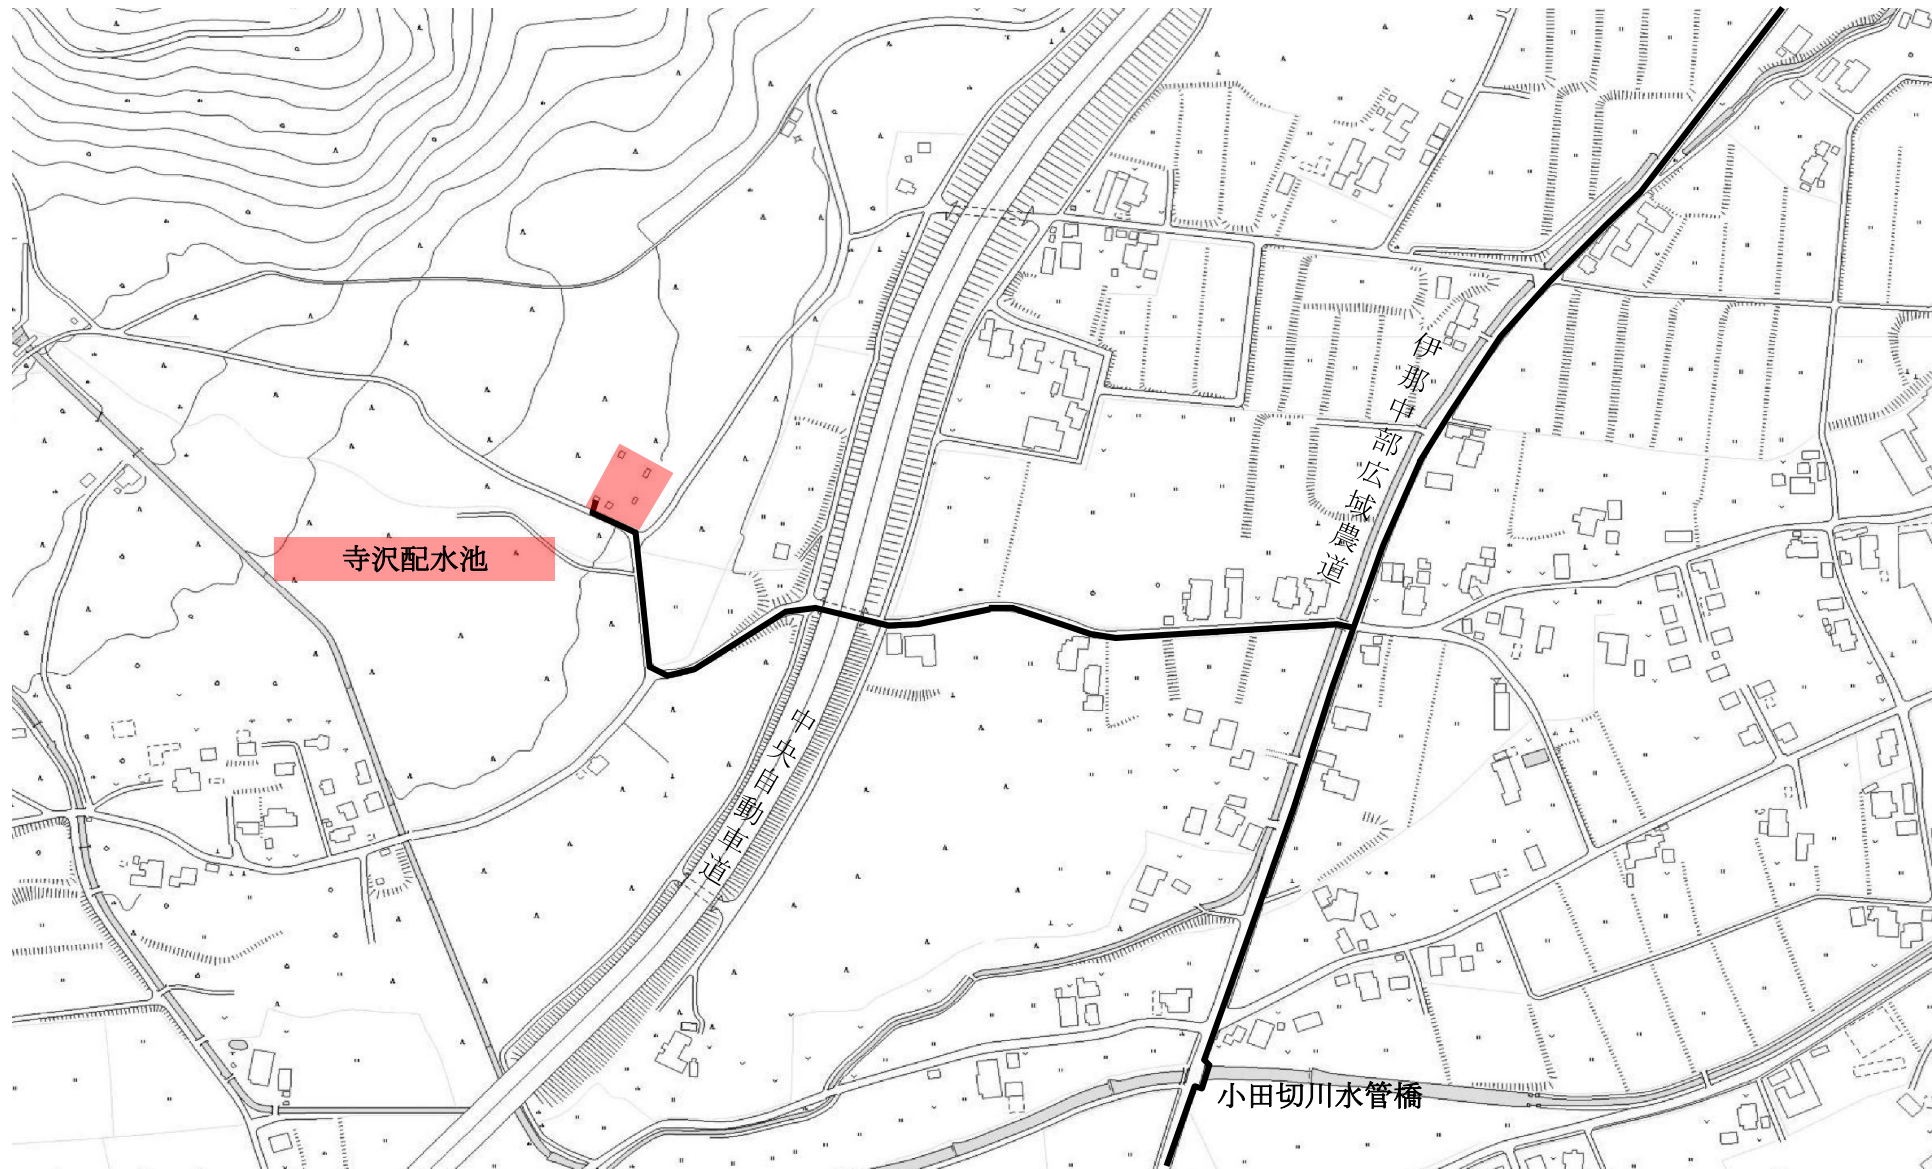 伊那中部広域農道
寺沢配水池
中央自動車道
小田切川水管橋